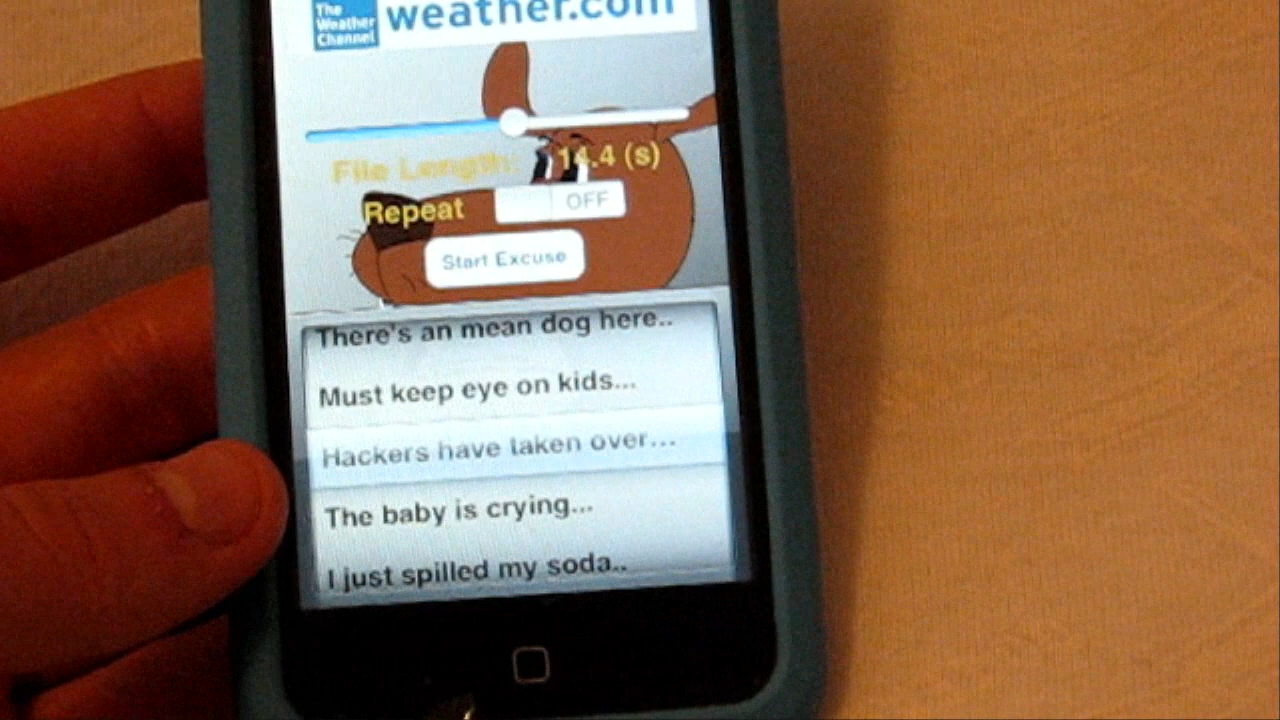 The
Weather
Channel
weather.com
File Length: 14.4 (s)
Repeat OFF
Start Excuse
There's an mean dog here..
Must keep eye on kids...
Hackers have taken over...
The baby is crying...
I just spilled my soda..